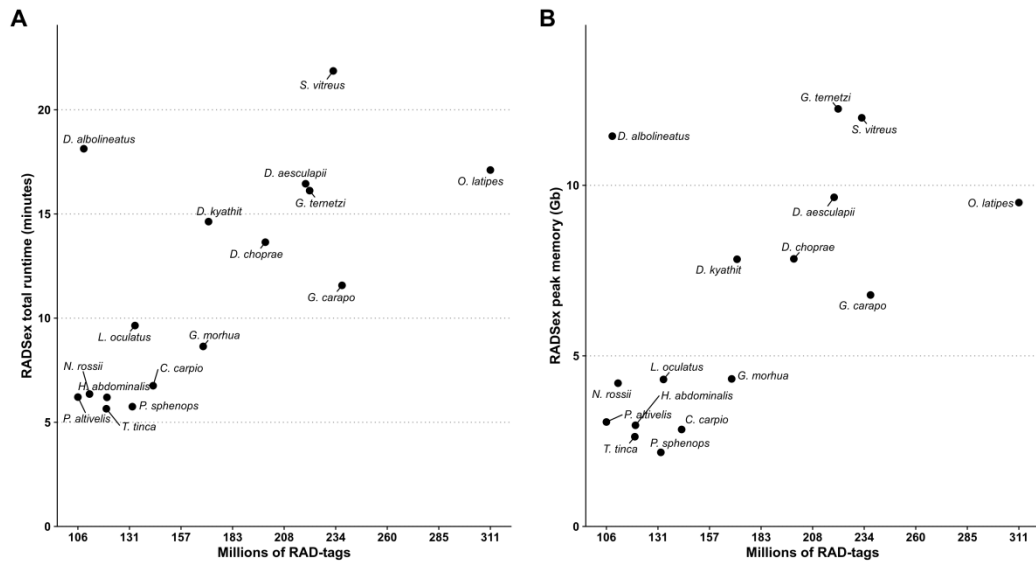 A
RADSex total runtime (minutes)
20
15
10
5
0
S. vitreus
D. albolineatus
D. aesculapii
G. ternetzi
O. latipes
D. kyathit
D. choprae
G. carapo
L. oculatus
G. morhua
N. rossii
C. carpio
H. abdominalis
P. altivelis
P. sphenops
T. tinca
106 131 157 183 208 234 260 285 311
Millions of RAD-tags
B
RADSex peak memory (Gb)
10
5
0
G. ternetzi
S. vitreus
D. albolineatus
D. aesculapii
O. latipes
D. choprae
D. kyathit
G. carapo
L. oculatus
G. morhua
N. rossii
H. abdominalis
P. altivelis
C. carpio
T. tinca
P. sphenops
106 131 157 183 208 234 260 285 311
Millions of RAD-tags